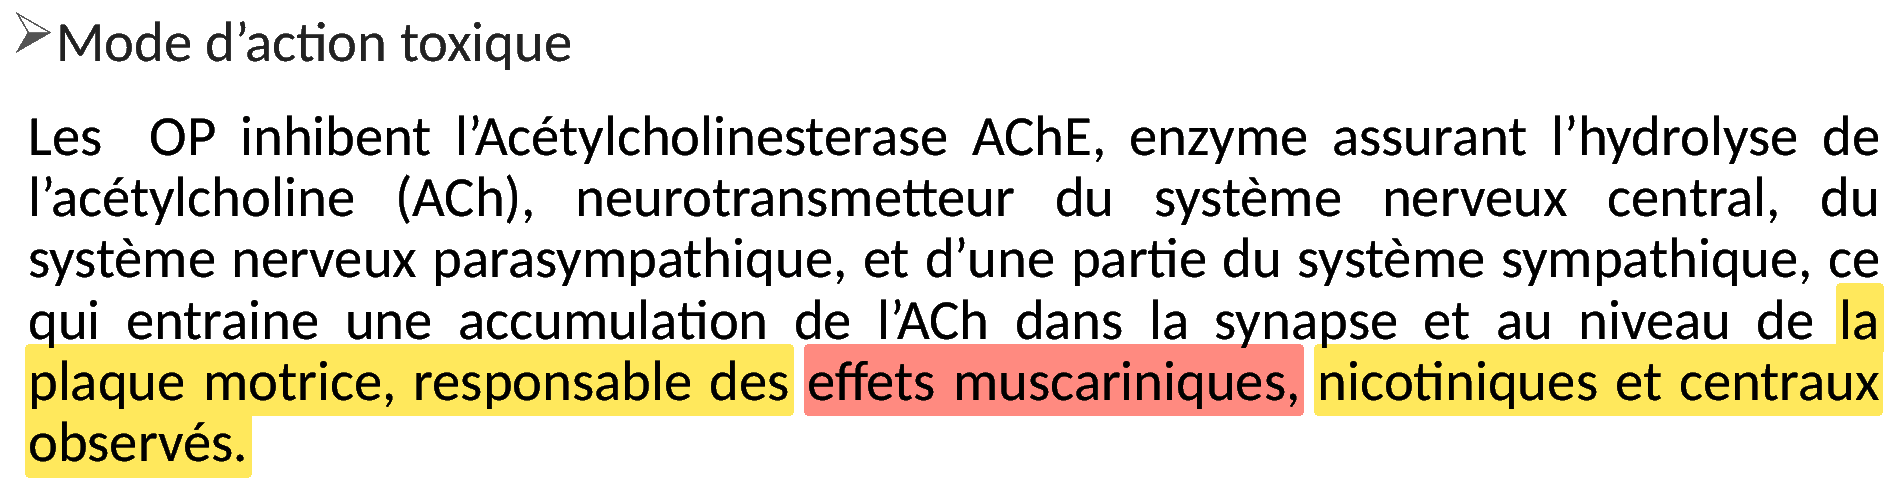 Mode d’action toxique
Les OP inhibent l’Acétylcholinesterase AChE, enzyme assurant l’hydrolyse de
l’acétylcholine (ACh), neurotransmetteur du système nerveux central, du
système nerveux parasympathique, et d’une partie du système sympathique, ce
qui entraine une accumulation de l’ACh dans la synapse et au niveau de la
plaque motrice, responsable des effets muscariniques, nicotiniques et centraux
observés.